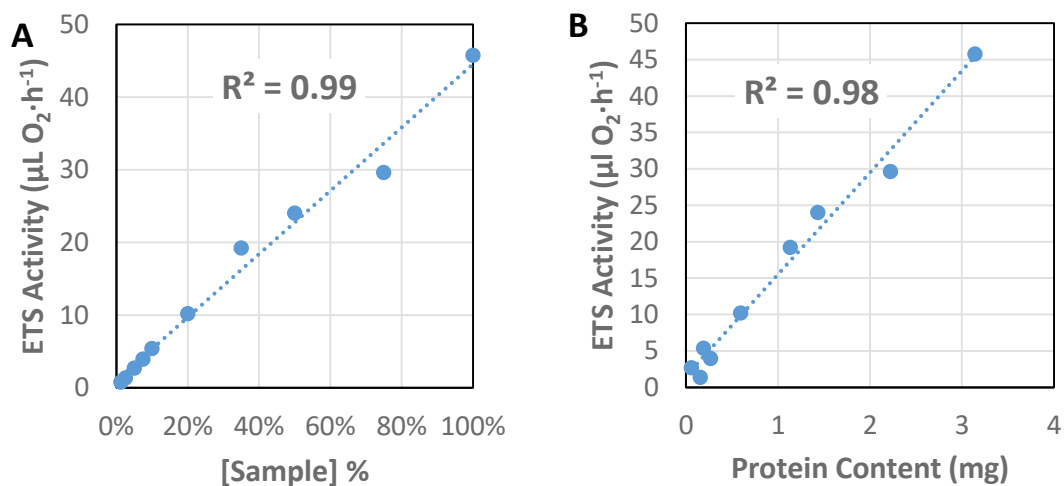 A
ETS Activity (µL O₂·h⁻¹)
50
40
30
20
10
0
R² = 0.99
0% 20% 40% 60% 80% 100%
[Sample] %
B
ETS Activity (µl O₂·h⁻¹)
50
45
40
35
30
25
20
15
10
5
0
R² = 0.98
0 1 2 3 4
Protein Content (mg)